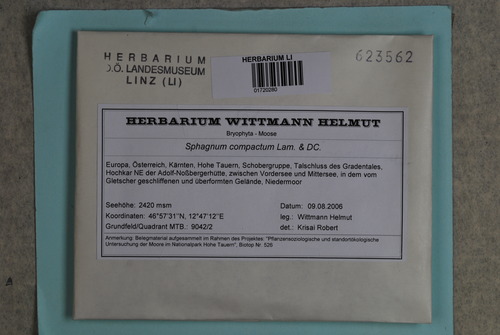 HERBARIUM
O.Ö. LANDESMUSEUM
LINZ (LI)
HERBARIUM LI
01720280
623562
HERBARIUM WITTMANN HELMUT
Bryophyta - Moose
Sphagnum compactum Lam. & DC.
Europa, Österreich, Kärnten, Hohe Tauern, Schobergruppe, Talschluss des Gradentales,
Hochkar NE der Adolf-Noßbergerhütte, zwischen Vordersee und Mittersee, in dem vom
Gletscher geschliffenen und überformten Gelände, Niedermoor
Seehöhe: 2420 msm
Datum: 09.08.2006
Koordinaten: 46°57'31''N, 12°47'12''E
leg.: Wittmann Helmut
Grundfeld/Quadrant MTB.: 9042/2
det.: Krisai Robert
Anmerkung: Belegmaterial aufgesammelt im Rahmen des Projektes: "Pflanzensoziologische und standortökologische
Untersuchung der Moore im Nationalpark Hohe Tauern", Biotop Nr. 526